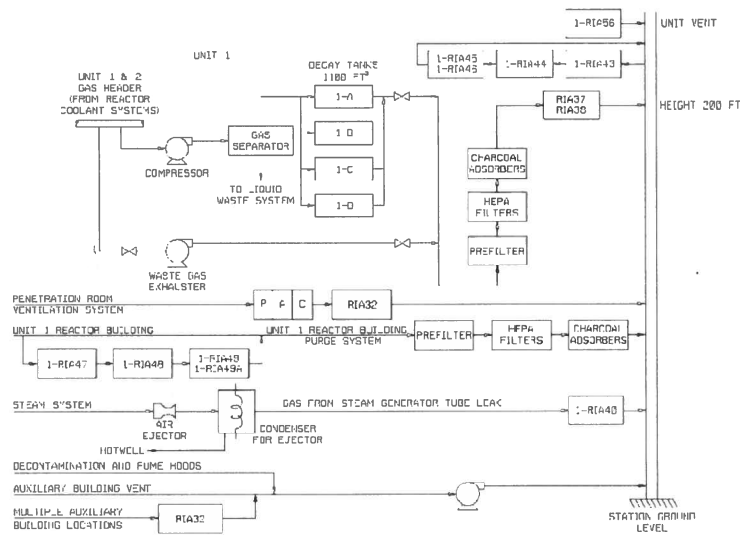 1-RIA56
UNIT VENT
UNIT 1
1-RIA45
1-RIA46
1-RIA44
1-RIA43
UNIT 1 & 2
GAS HEADER
(FROM REACTOR
COOLANT SYSTEMS)
DECAY TANKS
1100 FT³
1-A
RIA37
RIA38
HEIGHT 200 FT
GAS
SEPARATOR
COMPRESSOR
CHARCOAL
ADSORBERS
1-C
TO LIQUID
WASTE SYSTEM
HEPA
FILTERS
PREFILTER
WASTE GAS
EXHAUSTER
PENETRATION ROOM
VENTILATION SYSTEM
P A C
RIA32
UNIT 1 REACTOR BUILDING
UNIT 1 REACTOR BUILDING
PURGE SYSTEM
PREFILTER
HEPA
FILTERS
CHARCOAL
ADSORBERS
1-RIA47
1-RIA48
1-RIA49
1-RIA49A
STEAM SYSTEM
AIR
EJECTOR
GAS FROM STEAM GENERATOR TUBE LEAK
1-RIA40
CONDENSER
FOR EJECTOR
HOTWELL
DECONTAMINATION AND FUME HOODS
AUXILIARY BUILDING VENT
MULTIPLE AUXILIARY
BUILDING LOCATIONS
RIA32
STATION GROUND
LEVEL